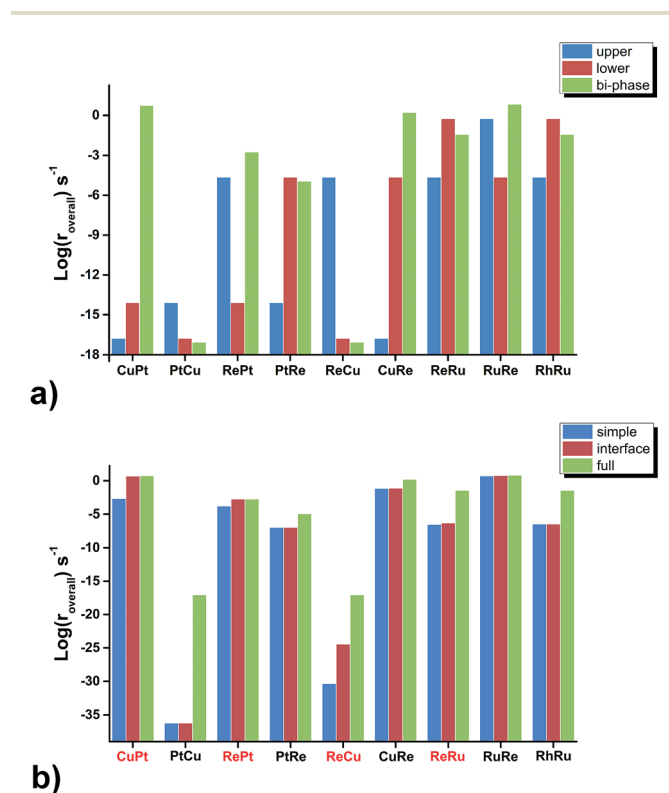 upper
lower
bi-phase
Log(r_overall) s⁻¹
0
-3
-6
-9
-12
-15
-18
CuPt PtCu RePt PtRe ReCu CuRe ReRu RuRe RhRu
a)
simple
interface
full
Log(r_overall) s⁻¹
0
-5
-10
-15
-20
-25
-30
-35
CuPt PtCu RePt PtRe ReCu CuRe ReRu RuRe RhRu
b)